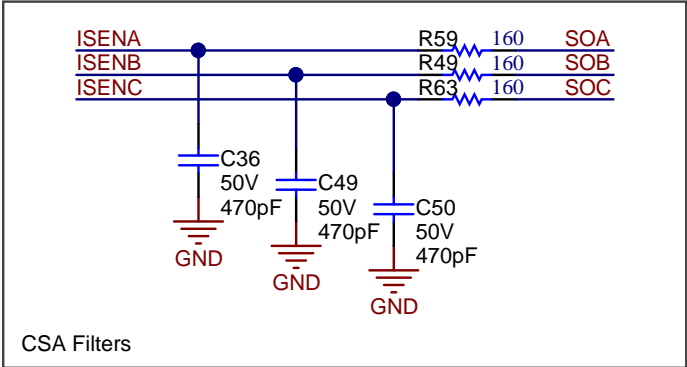 ISENA R59 160 SOA
ISENB R49 160 SOB
ISENC R63 160 SOC
C36
50V
470pF
GND
C49
50V
470pF
GND
C50
50V
470pF
GND
CSA Filters